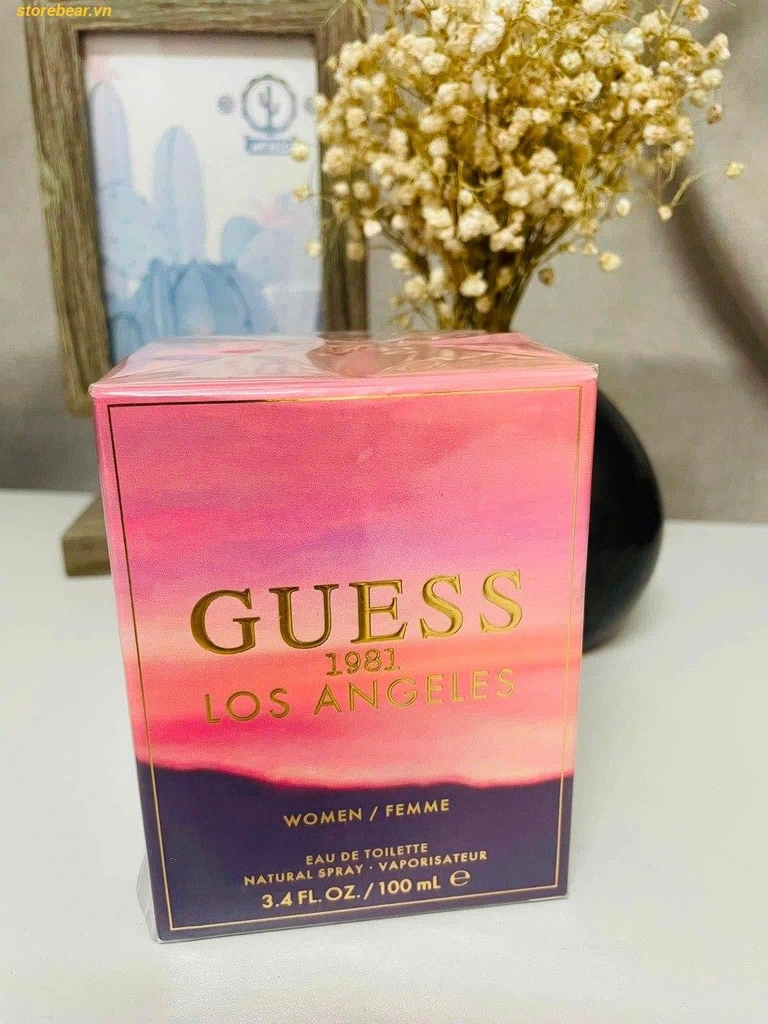 storebear.vn
GUESS
1981
LOS ANGELES
WOMEN / FEMME
EAU DE TOILETTE
NATURAL SPRAY · VAPORISATEUR
3.4 FL. OZ. / 100 mL ℮